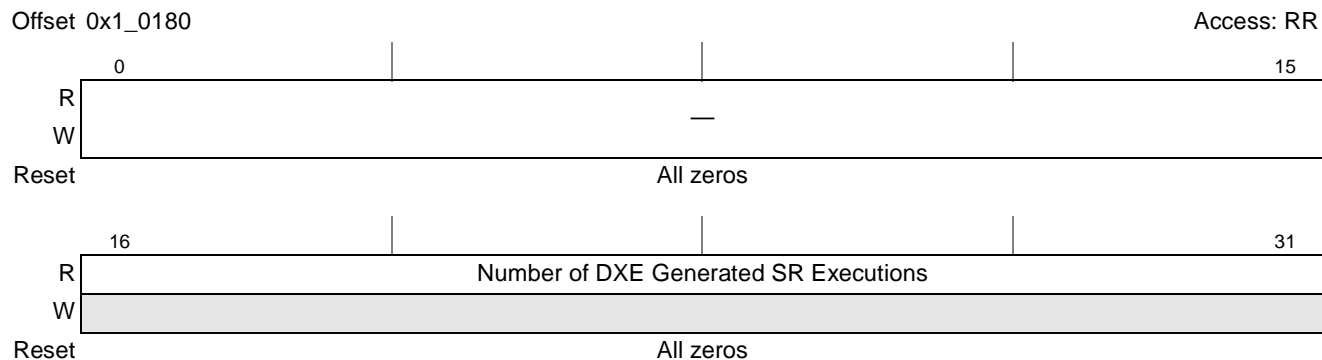 Offset 0x1_0180 Access: RR
0 15
R
—
W
Reset All zeros
16 31
R Number of DXE Generated SR Executions
W
Reset All zeros